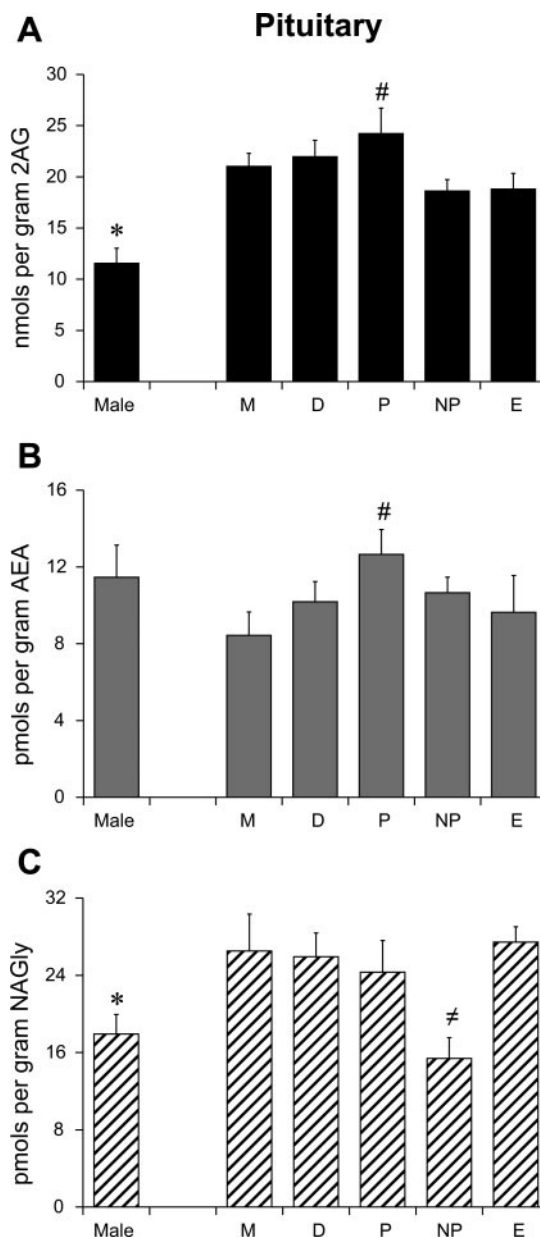 A
Pituitary
30
25
20
15
10
5
0
nmols per gram 2AG
*
#
Male M D P NP E
B
16
12
8
4
0
pmols per gram AEA
#
Male M D P NP E
C
32
24
16
8
0
pmols per gram NAGly
*
≠
Male M D P NP E